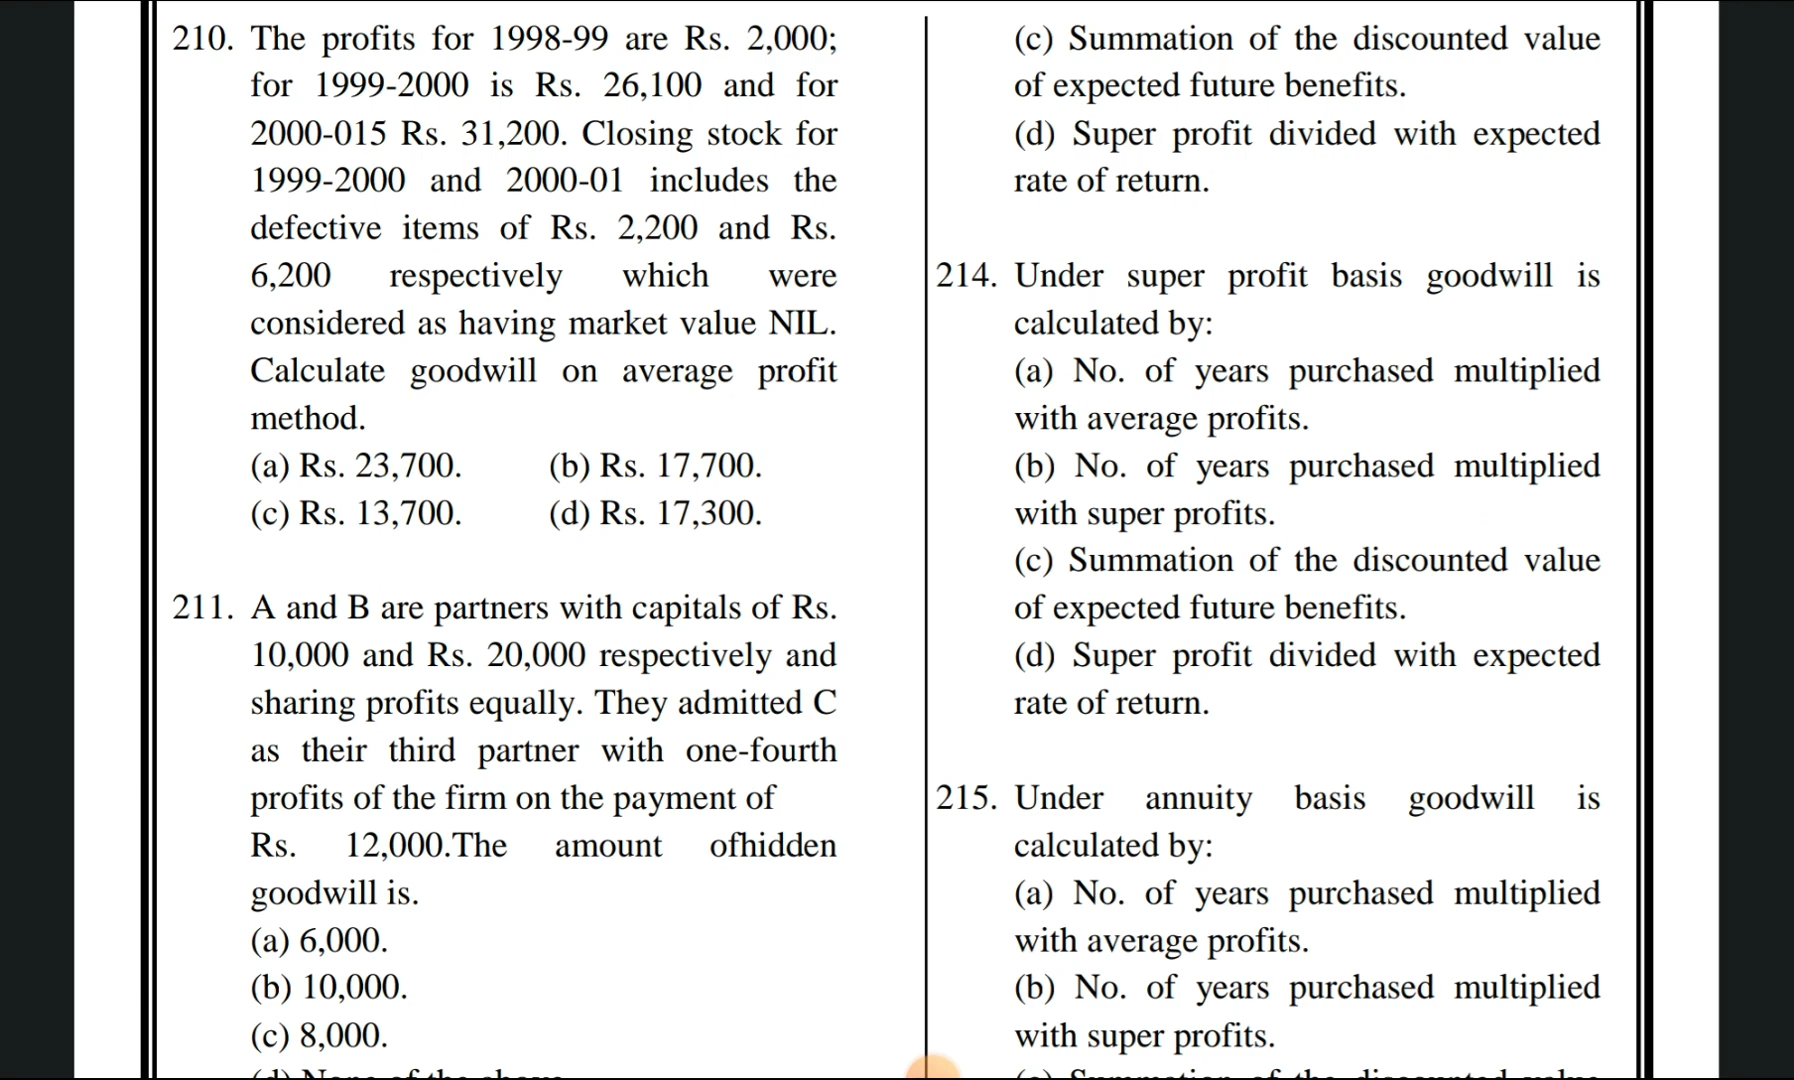 210. The profits for 1998-99 are Rs. 2,000;
for 1999-2000 is Rs. 26,100 and for
2000-015 Rs. 31,200. Closing stock for
1999-2000 and 2000-01 includes the
defective items of Rs. 2,200 and Rs.
6,200 respectively which were
considered as having market value NIL.
Calculate goodwill on average profit
method.
(a) Rs. 23,700. (b) Rs. 17,700.
(c) Rs. 13,700. (d) Rs. 17,300.
211. A and B are partners with capitals of Rs.
10,000 and Rs. 20,000 respectively and
sharing profits equally. They admitted C
as their third partner with one-fourth
profits of the firm on the payment of
Rs. 12,000.The amount ofhidden
goodwill is.
(a) 6,000.
(b) 10,000.
(c) 8,000.
(d) None of the above
(c) Summation of the discounted value
of expected future benefits.
(d) Super profit divided with expected
rate of return.
214. Under super profit basis goodwill is
calculated by:
(a) No. of years purchased multiplied
with average profits.
(b) No. of years purchased multiplied
with super profits.
(c) Summation of the discounted value
of expected future benefits.
(d) Super profit divided with expected
rate of return.
215. Under annuity basis goodwill is
calculated by:
(a) No. of years purchased multiplied
with average profits.
(b) No. of years purchased multiplied
with super profits.
(c) Summation of the discounted value